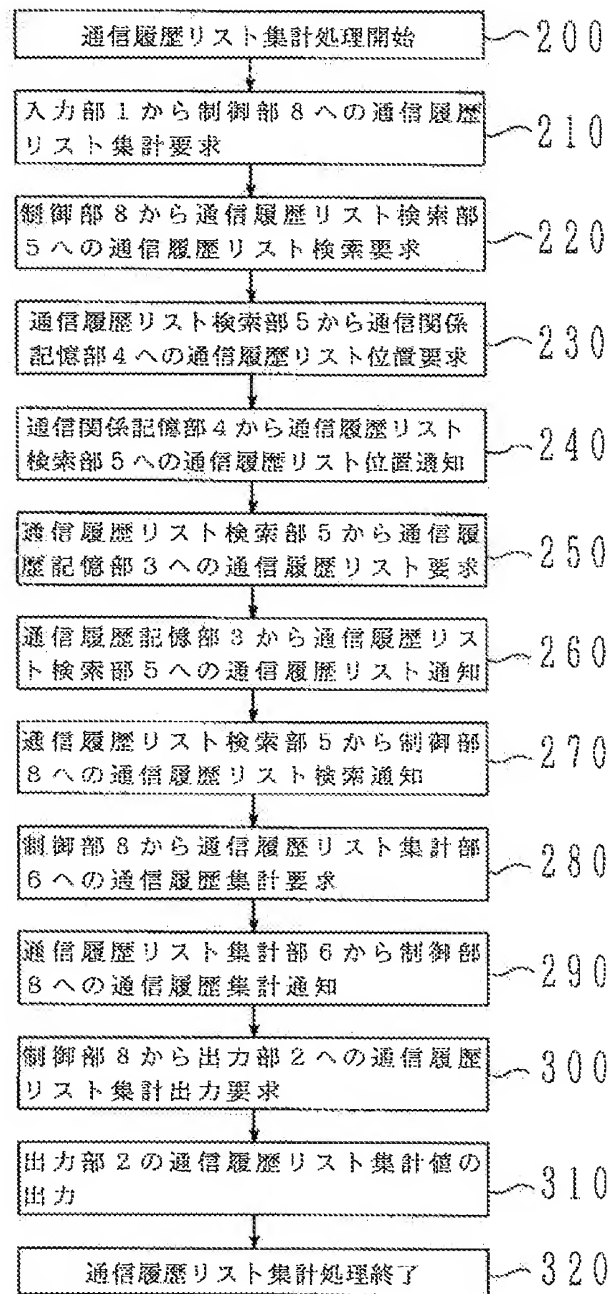 通信履歴リスト集計処理開始
200
入力部1から制御部8への通信履歴
リスト集計要求
210
制御部8から通信履歴リスト検索部
5への通信履歴リスト検索要求
220
通信履歴リスト検索部5から通信関係
記憶部4への通信履歴リスト位置要求
230
通信関係記憶部4から通信履歴リスト
検索部5への通信履歴リスト位置通知
240
通信履歴リスト検索部5から通信履
歴記憶部3への通信履歴リスト要求
250
通信履歴記憶部3から通信履歴リス
ト検索部5への通信履歴リスト通知
260
通信履歴リスト検索部5から制御部
8への通信履歴リスト検索通知
270
制御部8から通信履歴リスト集計部
6への通信履歴集計要求
280
通信履歴リスト集計部6から制御部
8への通信履歴集計通知
290
制御部8から出力部2への通信履歴
リスト集計出力要求
300
出力部2の通信履歴リスト集計値の
出力
310
通信履歴リスト集計処理終了
320